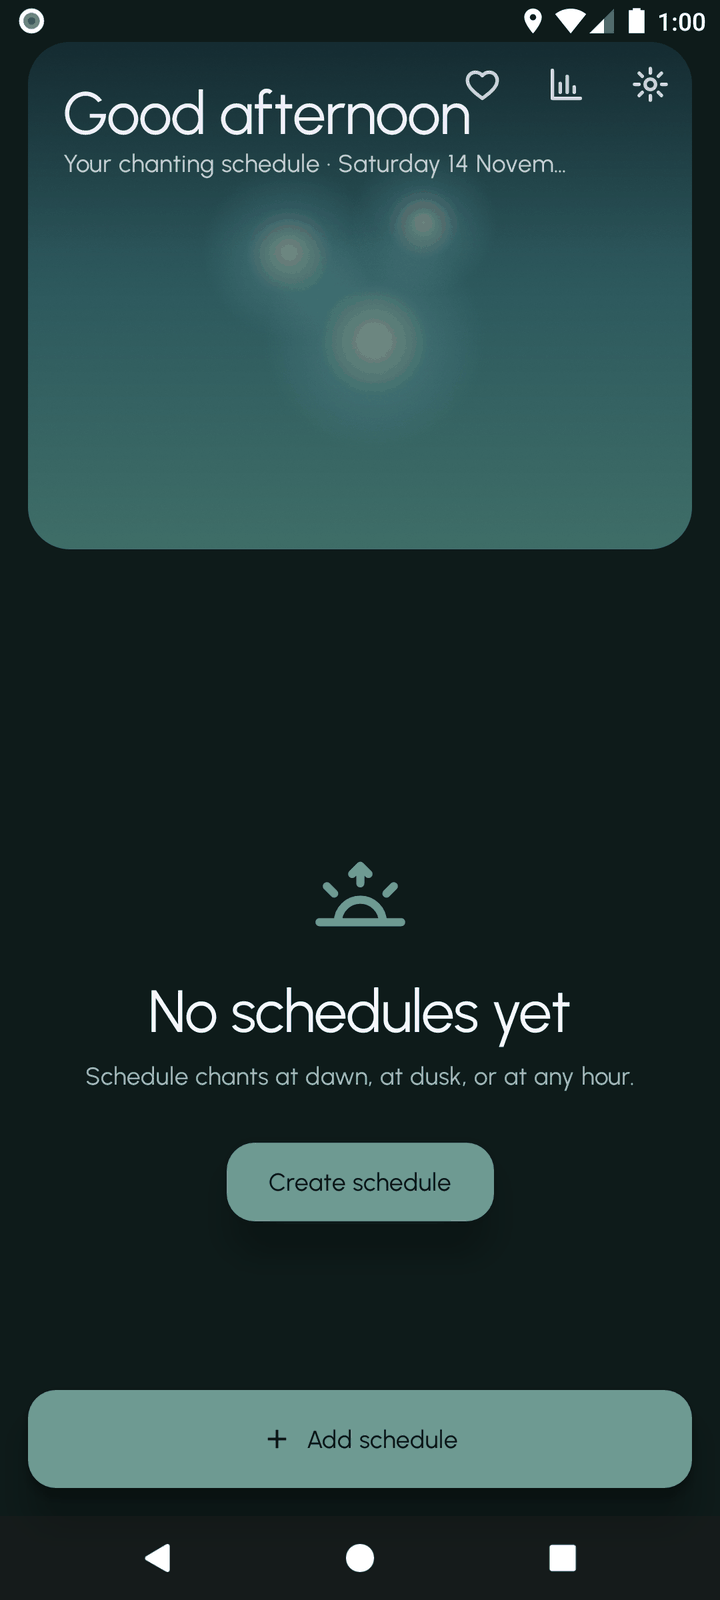 1:00
Good afternoon
Your chanting schedule · Saturday 14 Novem...
No schedules yet
Schedule chants at dawn, at dusk, or at any hour.
Create schedule
+ Add schedule